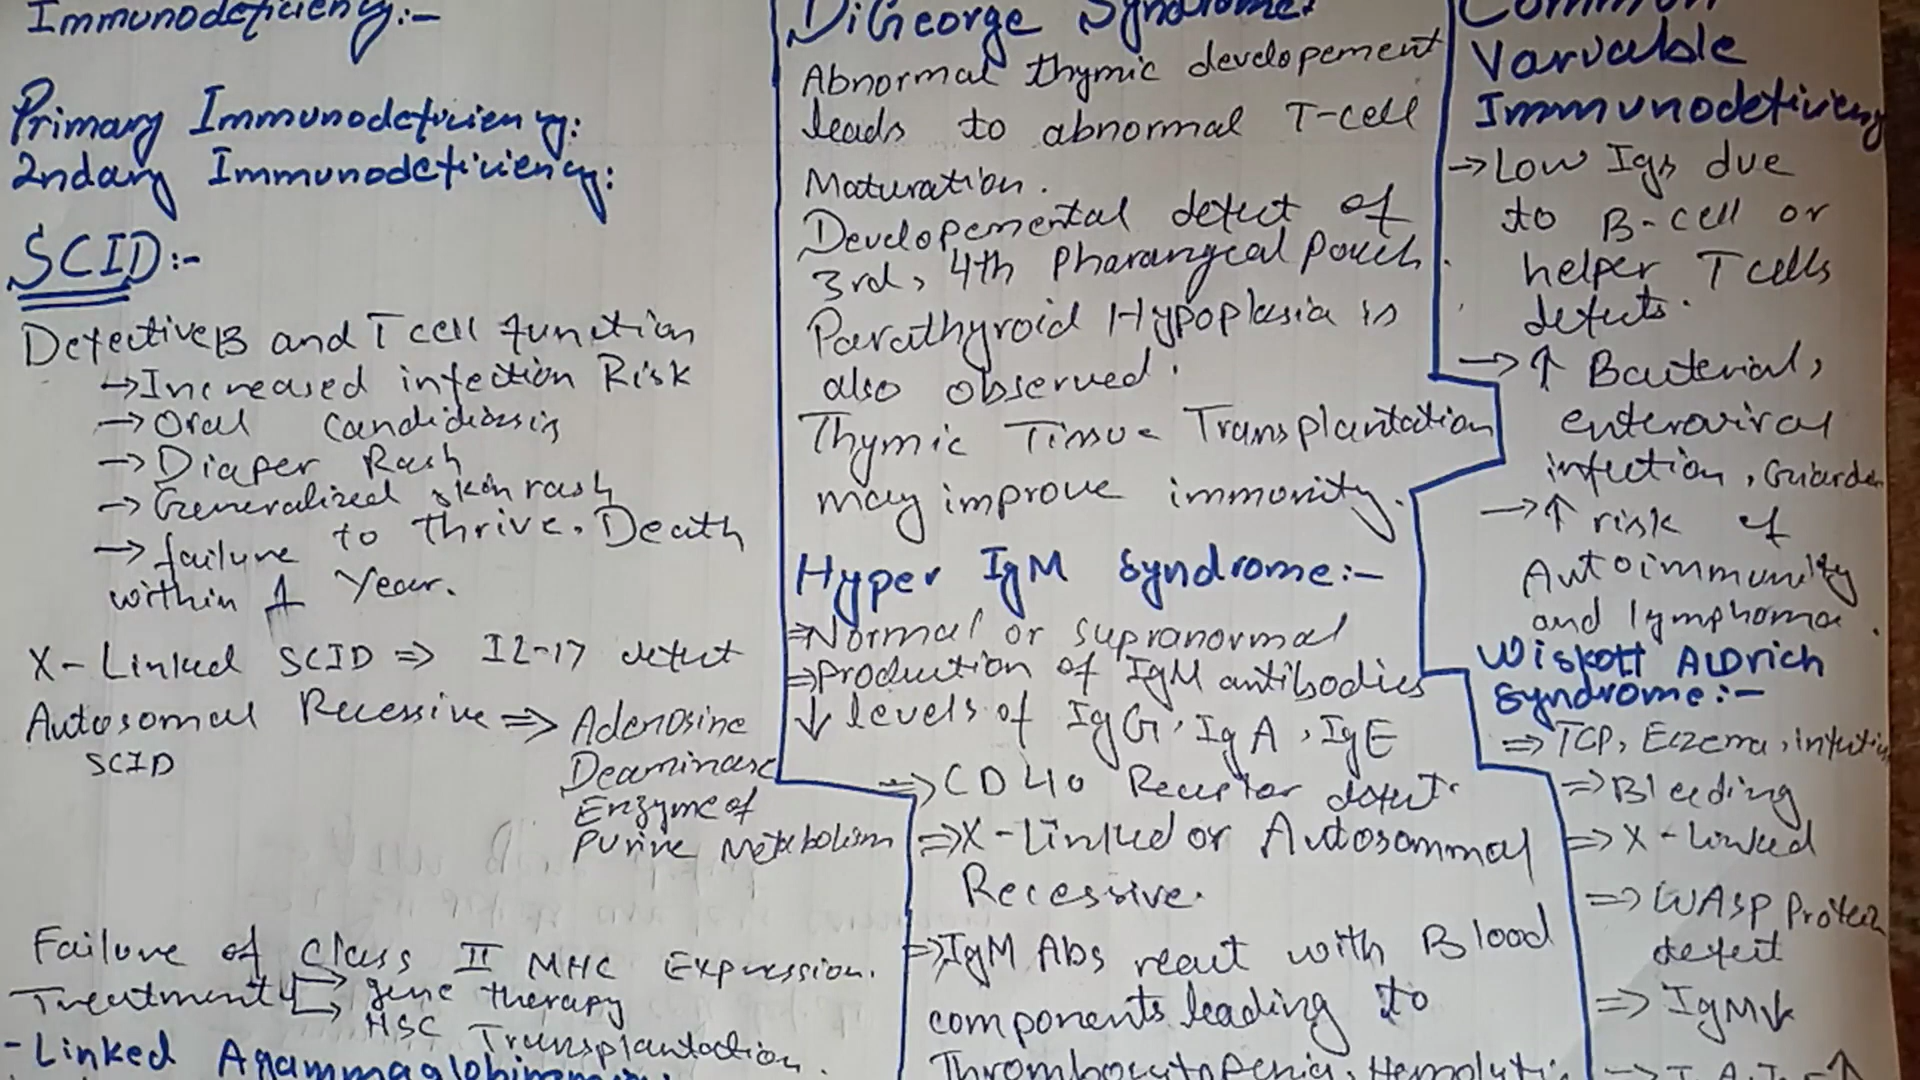 Immunodeficiency:-
Primary Immunodeficiency:
2ndary Immunodeficiency:
SCID:-
Defective B and T cell function
→Increased infection Risk
→Oral Candidiasis
→Diaper Rash
→Generalized skin rash
→failure to thrive. Death
within 1 Year.
X-Linked SCID ⇒ I2-17 defect
Autosomal Recessive ⇒ Adenosine
SCID
Deaminase
Enzyme of
Purine Metabolism
Failure of Class II MHC Expression.
Treatment → gene therapy
→ HSC Transplantation.
-Linked Agammaglobinemia:
DiGeorge Syndrome:
Abnormal thymic developement
leads to abnormal T-cell
Maturation.
Developemental defect of
3rd, 4th Pharangeal Pouch.
Parathyroid Hypoplasia is
also observed.
Thymic Tissue Transplantation
may improve immunity.
Hyper IgM Syndrome:-
⇒Normal or supranormal
⇒Production of IgM antibodies
↓ levels of IgG, IgA, IgE
⇒CD40 Receptor defect.
⇒X-Linked or Autosommal
Recessive.
⇒IgM Abs react with Blood
components leading to
Thrombocytopenia, Hemolytic
Common
Variable
Immunodeficiency
→Low Igs due
to B-cell or
helper T cells
defects.
→↑ Bacterial,
enteroviral
infection,
→↑ risk of
Autoimmunity
and lymphoma.
Wiskott ALDrich
Syndrome:-
⇒TCP, Eczema, infection
⇒Bleeding
⇒X-Linked
⇒WASP Protein
defect
⇒IgM↓